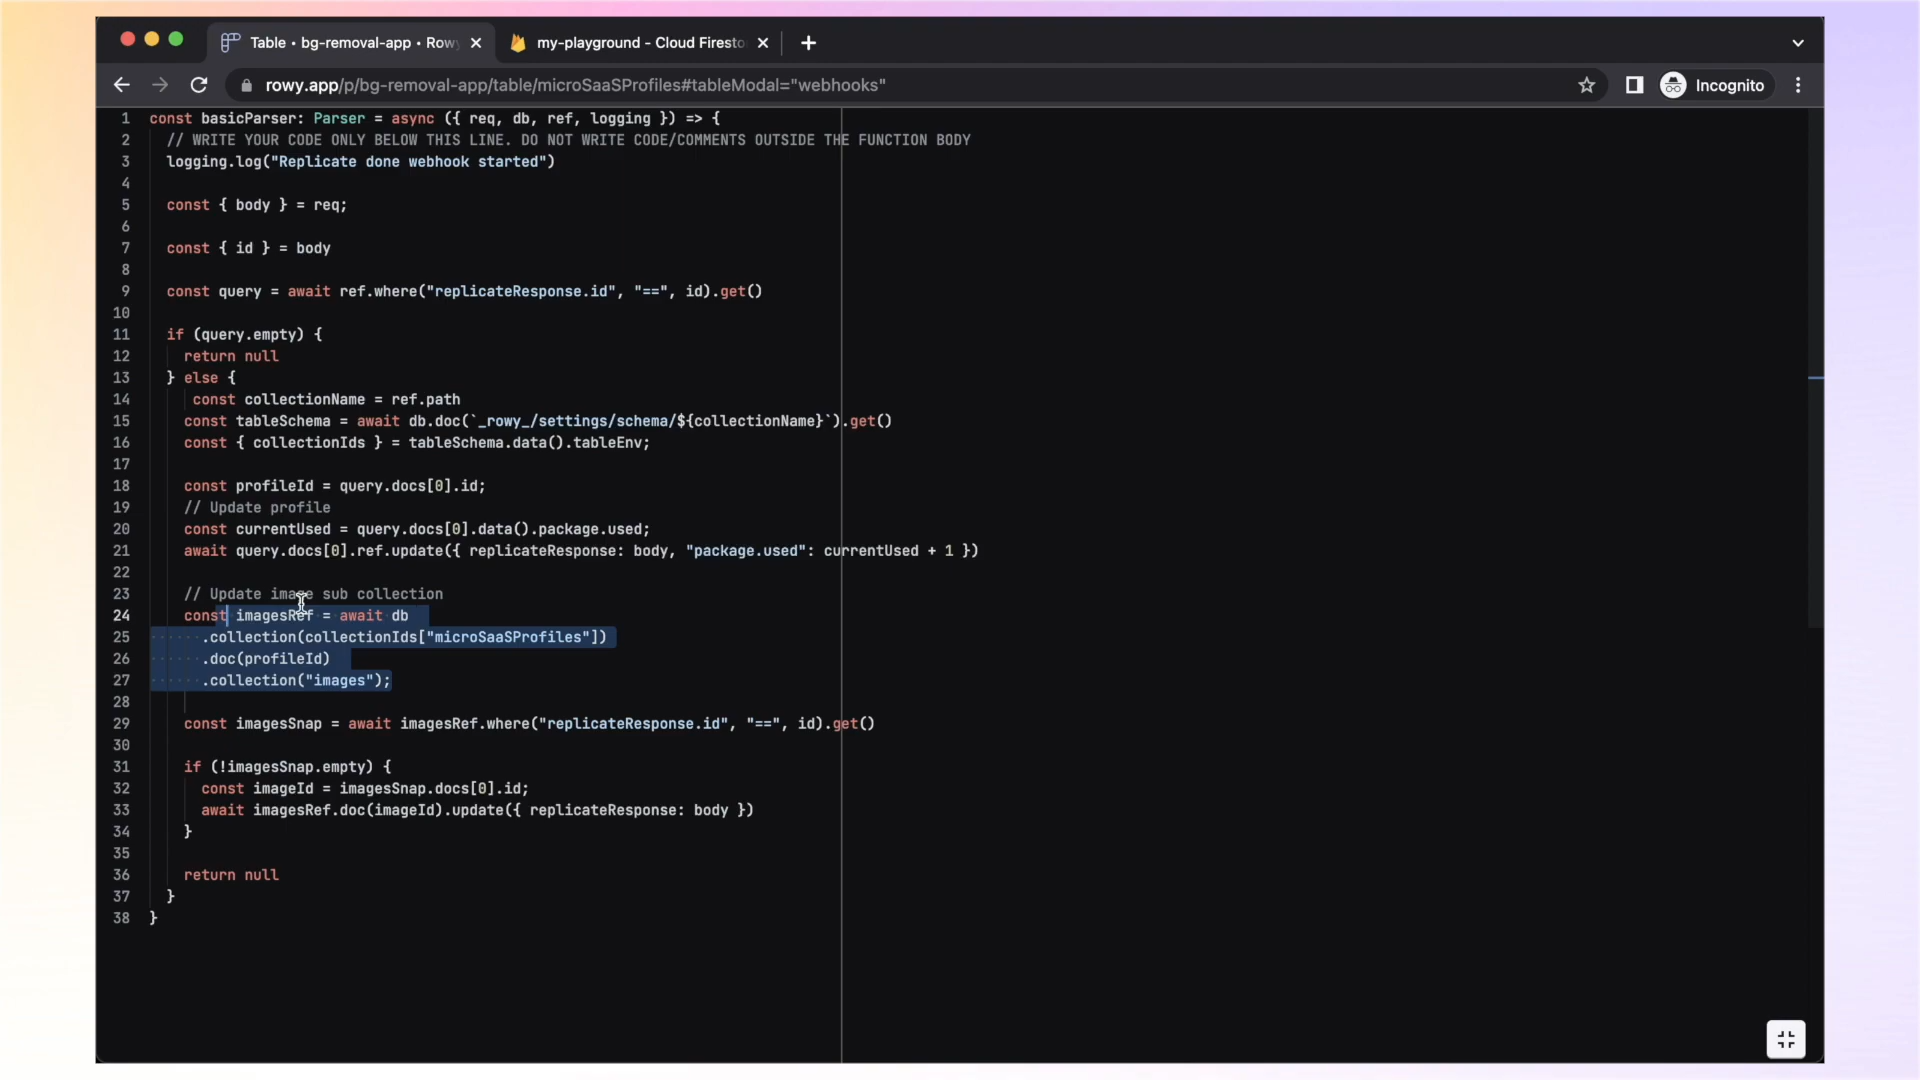 Table • bg-removal-app • Rowy
my-playground - Cloud Firesto
rowy.app/p/bg-removal-app/table/microSaaSProfiles#tableModal="webhooks"
Incognito
1 const basicParser: Parser = async ({ req, db, ref, logging }) => {
2 // WRITE YOUR CODE ONLY BELOW THIS LINE. DO NOT WRITE CODE/COMMENTS OUTSIDE THE FUNCTION BODY
3 logging.log("Replicate done webhook started")
4
5 const { body } = req;
6
7 const { id } = body
8
9 const query = await ref.where("replicateResponse.id", "==", id).get()
10
11 if (query.empty) {
12 return null
13 } else {
14 const collectionName = ref.path
15 const tableSchema = await db.doc(`_rowy_/settings/schema/${collectionName}`).get()
16 const { collectionIds } = tableSchema.data().tableEnv;
17
18 const profileId = query.docs[0].id;
19 // Update profile
20 const currentUsed = query.docs[0].data().package.used;
21 await query.docs[0].ref.update({ replicateResponse: body, "package.used": currentUsed + 1 })
22
23 // Update image sub collection
24 const imagesRef = await db
25 .collection(collectionIds["microSaaSProfiles"])
26 .doc(profileId)
27 .collection("images");
28
29 const imagesSnap = await imagesRef.where("replicateResponse.id", "==", id).get()
30
31 if (!imagesSnap.empty) {
32 const imageId = imagesSnap.docs[0].id;
33 await imagesRef.doc(imageId).update({ replicateResponse: body })
34 }
35
36 return null
37 }
38 }